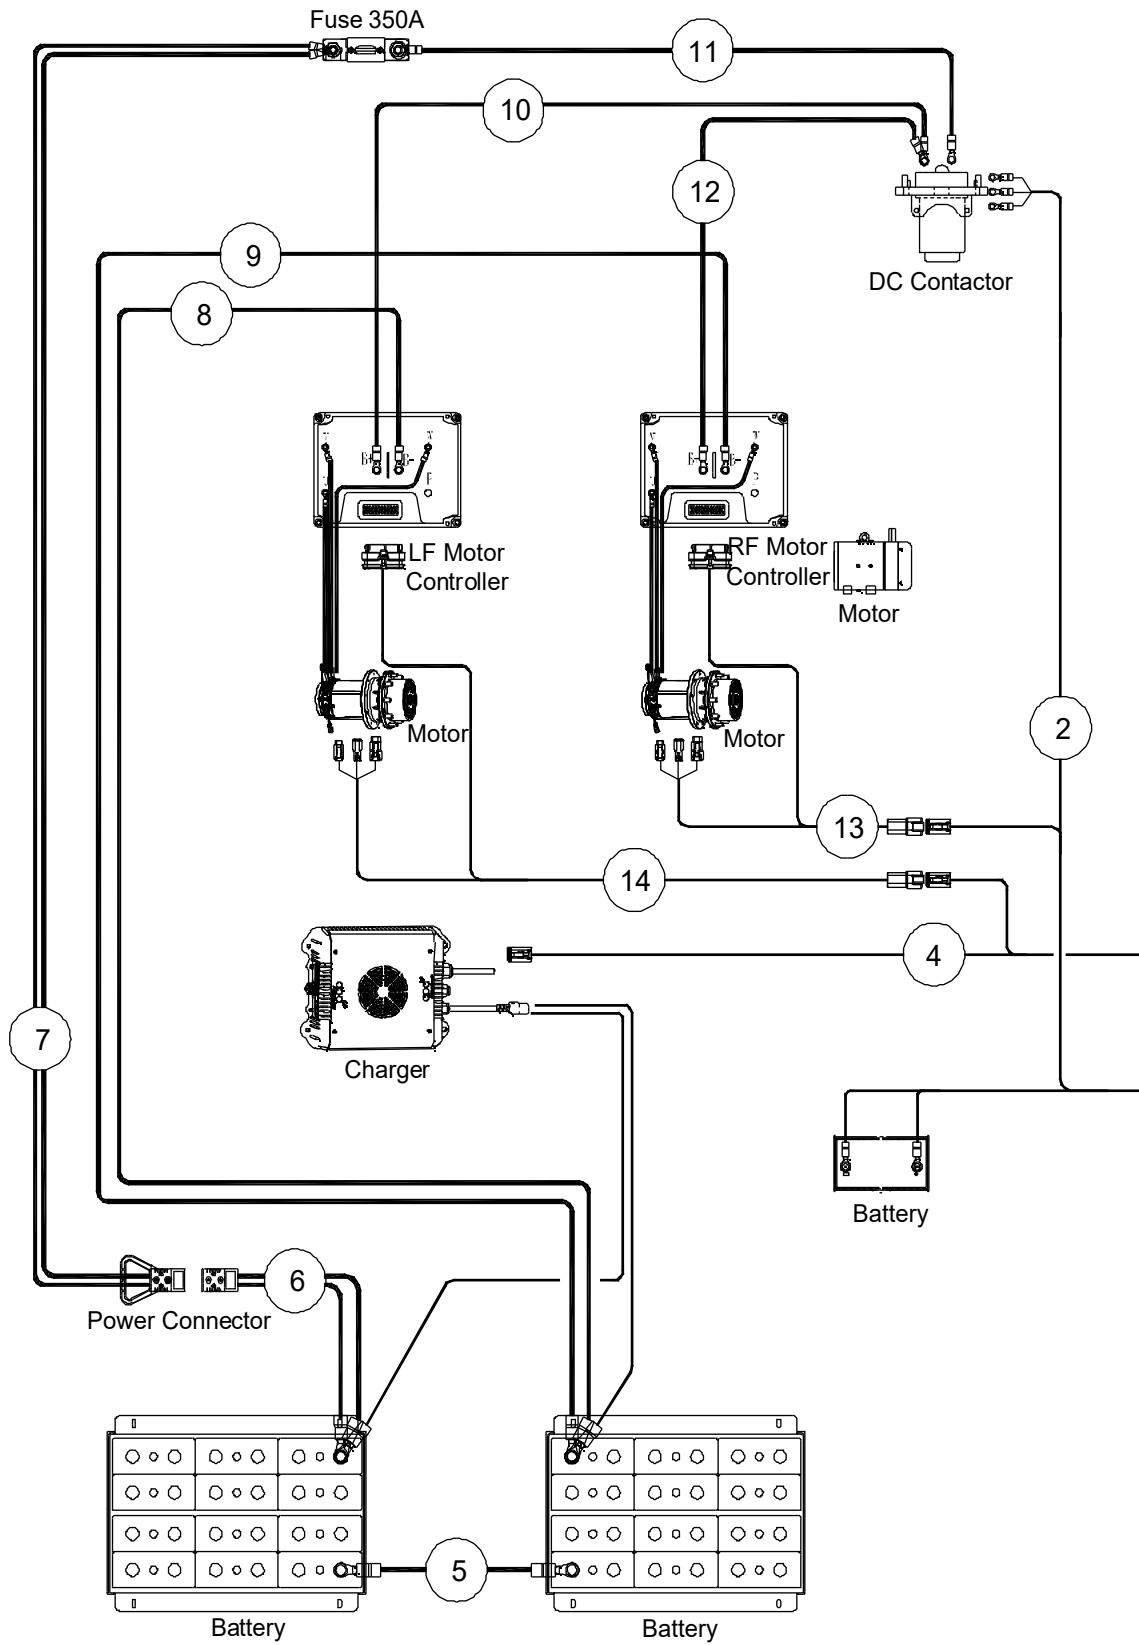 Fuse 350A
11
10
12
9
DC Contactor
8
B+
B-
B+
B-
LF Motor
Controller
RF Motor
Controller
Motor
2
Motor
Motor
13
14
4
7
Charger
Battery
6
Power Connector
5
Battery
Battery